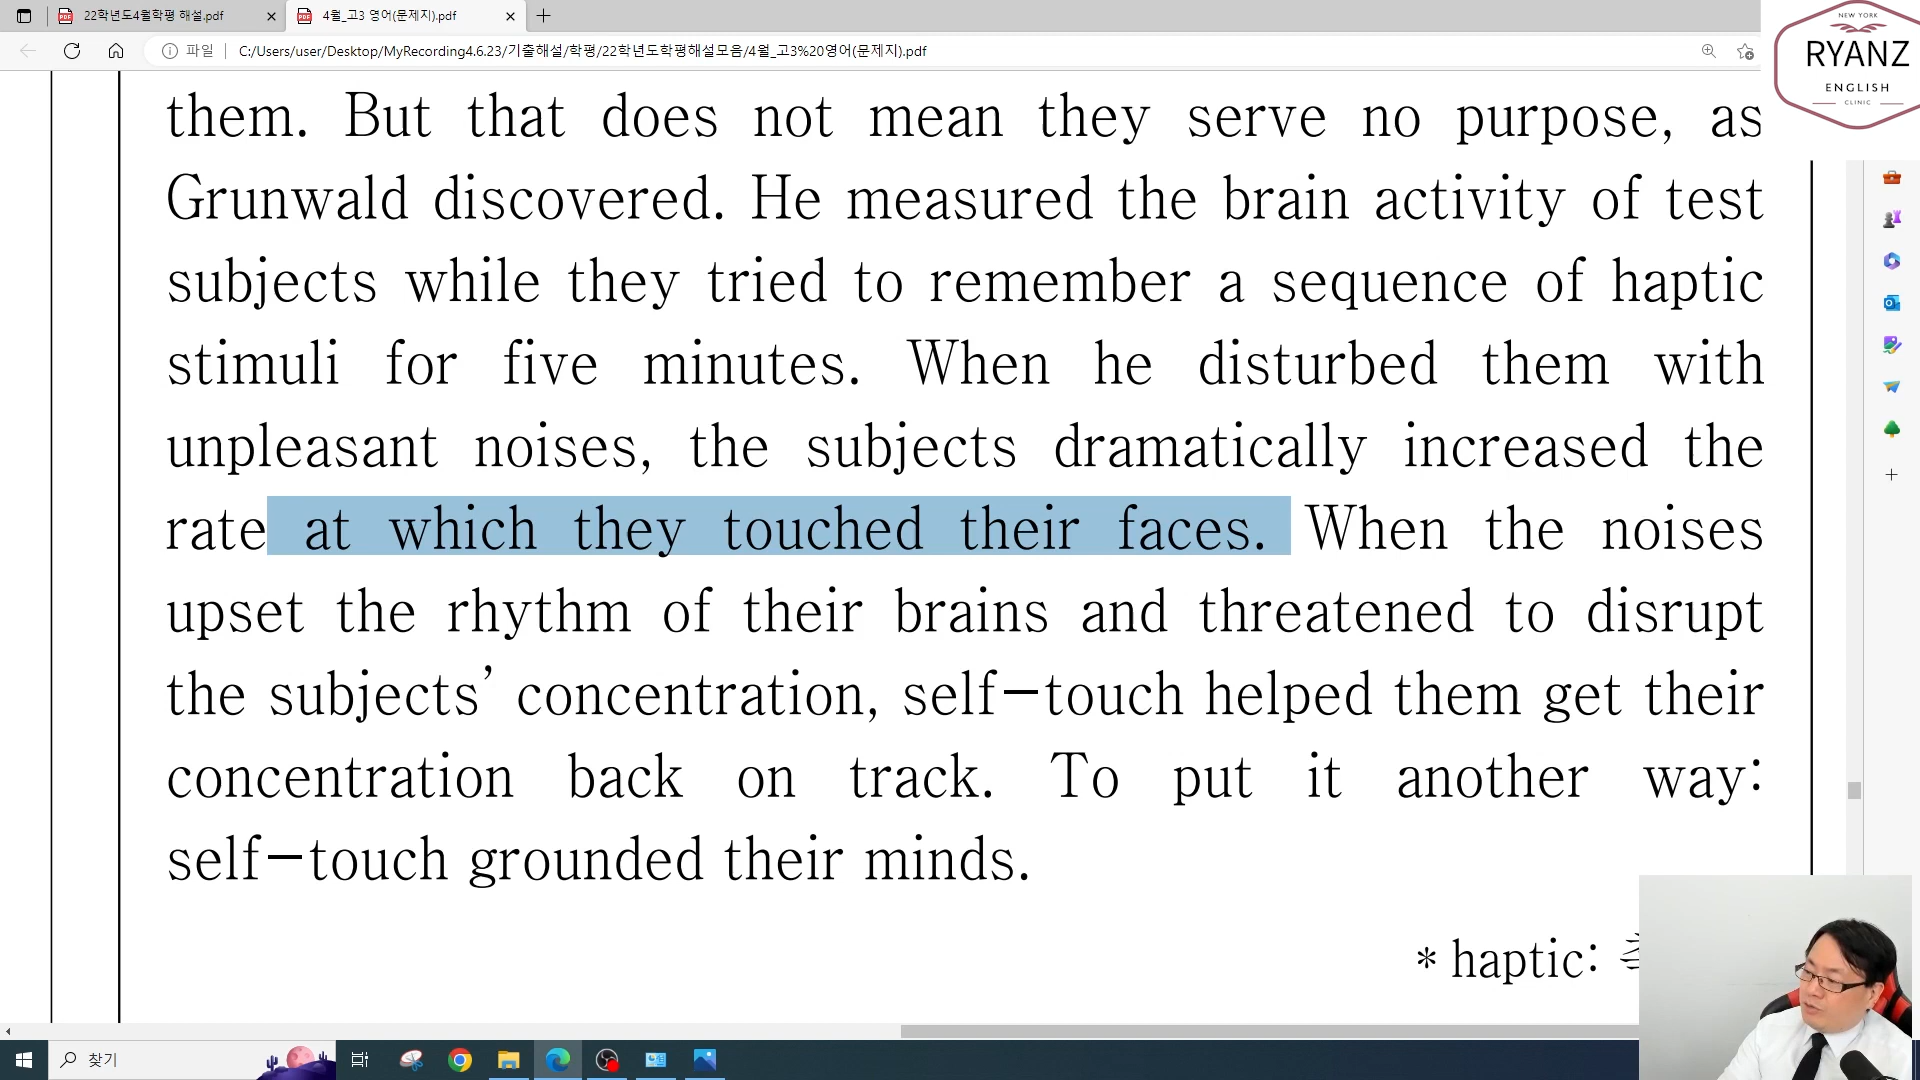 22학년도4월학평 해설.pdf
4월_고3 영어(문제지).pdf
파일
C:/Users/user/Desktop/MyRecording4.6.23/기출해설/학평/22학년도학평해설모음/4월_고3%20영어(문제지).pdf
NEW YORK
RYANZ
ENGLISH
CLINIC
them. But that does not mean they serve no purpose, as
Grunwald discovered. He measured the brain activity of test
subjects while they tried to remember a sequence of haptic
stimuli for five minutes. When he disturbed them with
unpleasant noises, the subjects dramatically increased the
rate at which they touched their faces. When the noises
upset the rhythm of their brains and threatened to disrupt
the subjects’ concentration, self-touch helped them get their
concentration back on track. To put it another way:
self-touch grounded their minds.
* haptic:
찾기